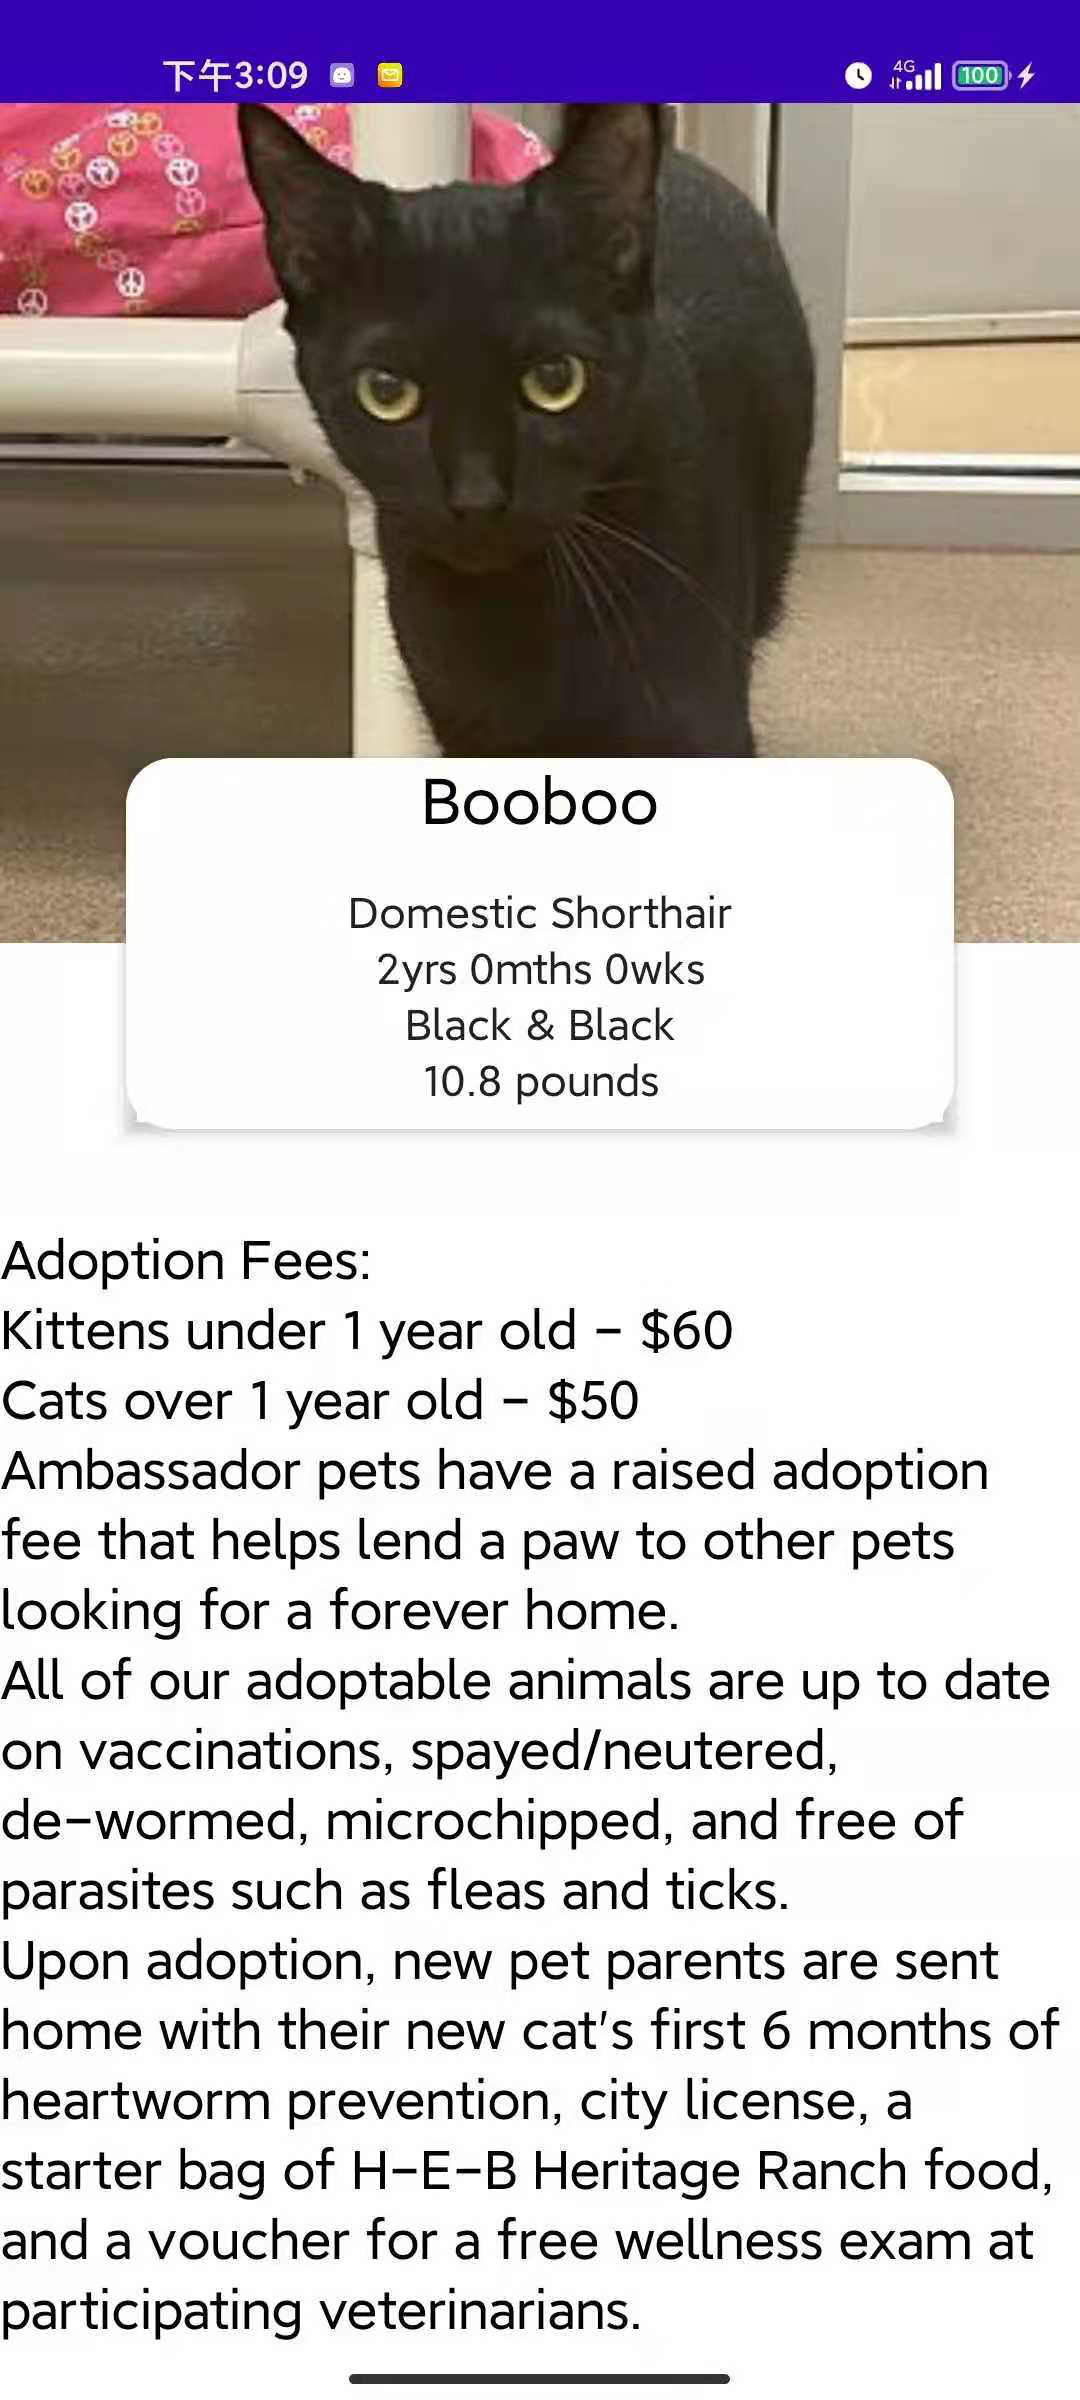 下午3:09
4G
100
Booboo
Domestic Shorthair
2yrs 0mths 0wks
Black & Black
10.8 pounds
Adoption Fees:
Kittens under 1 year old - $60
Cats over 1 year old - $50
Ambassador pets have a raised adoption
fee that helps lend a paw to other pets
looking for a forever home.
All of our adoptable animals are up to date
on vaccinations, spayed/neutered,
de-wormed, microchipped, and free of
parasites such as fleas and ticks.
Upon adoption, new pet parents are sent
home with their new cat's first 6 months of
heartworm prevention, city license, a
starter bag of H-E-B Heritage Ranch food,
and a voucher for a free wellness exam at
participating veterinarians.